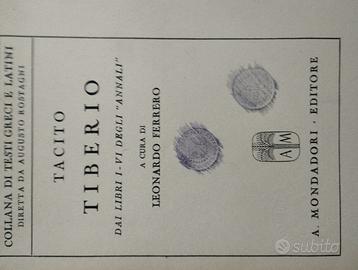 COLLANA DI TESTI GRECI E LATINI
DIRETTA DA AUGUSTO ROSTAGNI
TACITO
TIBERIO
DAI LIBRI I-VI DEGLI "ANNALI"
A CURA DI
LEONARDO FERRERO
A M
A. MONDADORI · EDITORE
subito